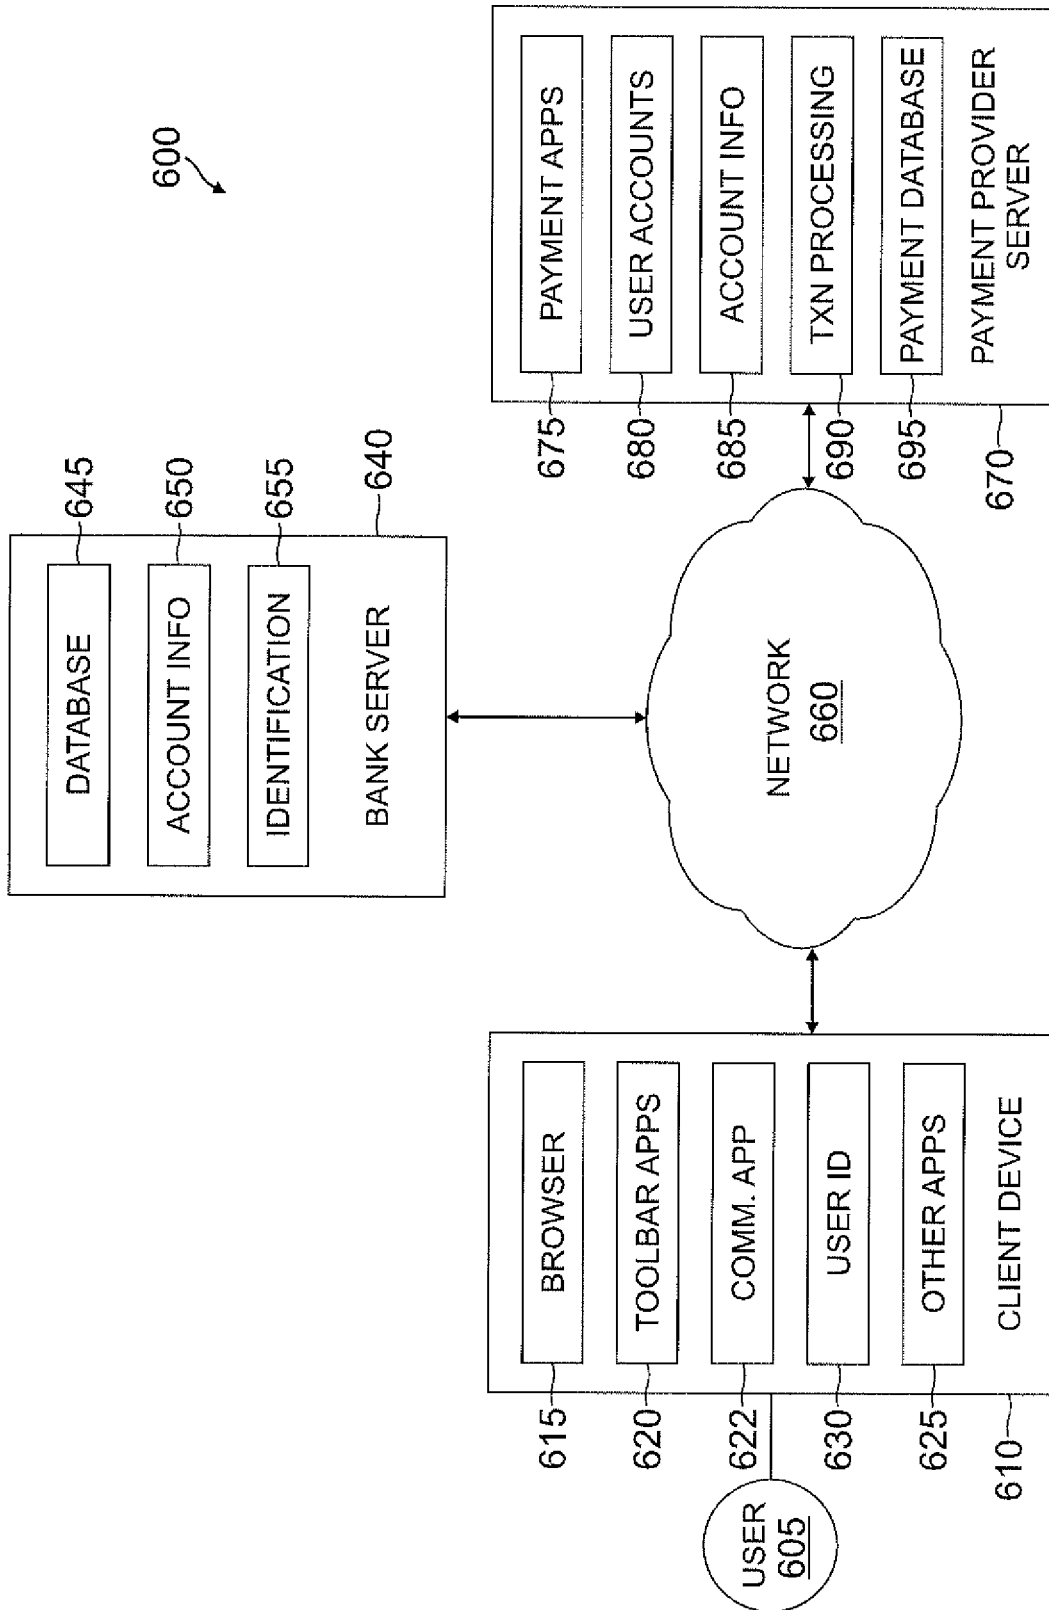 600
DATABASE
645
ACCOUNT INFO
650
IDENTIFICATION
655
BANK SERVER
640
USER
605
615
BROWSER
620
TOOLBAR APPS
622
COMM. APP
630
USER ID
625
OTHER APPS
610
CLIENT DEVICE
NETWORK
660
675
PAYMENT APPS
680
USER ACCOUNTS
685
ACCOUNT INFO
690
TXN PROCESSING
695
PAYMENT DATABASE
670
PAYMENT PROVIDER
SERVER